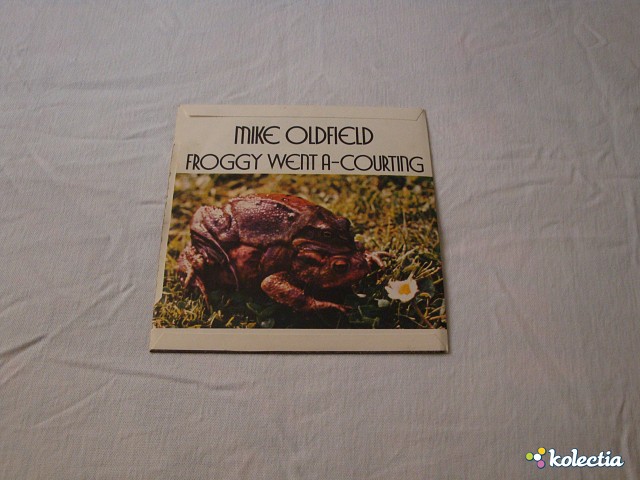 MIKE OLDFIELD
FROGGY WENT A-COURTING
kolectia